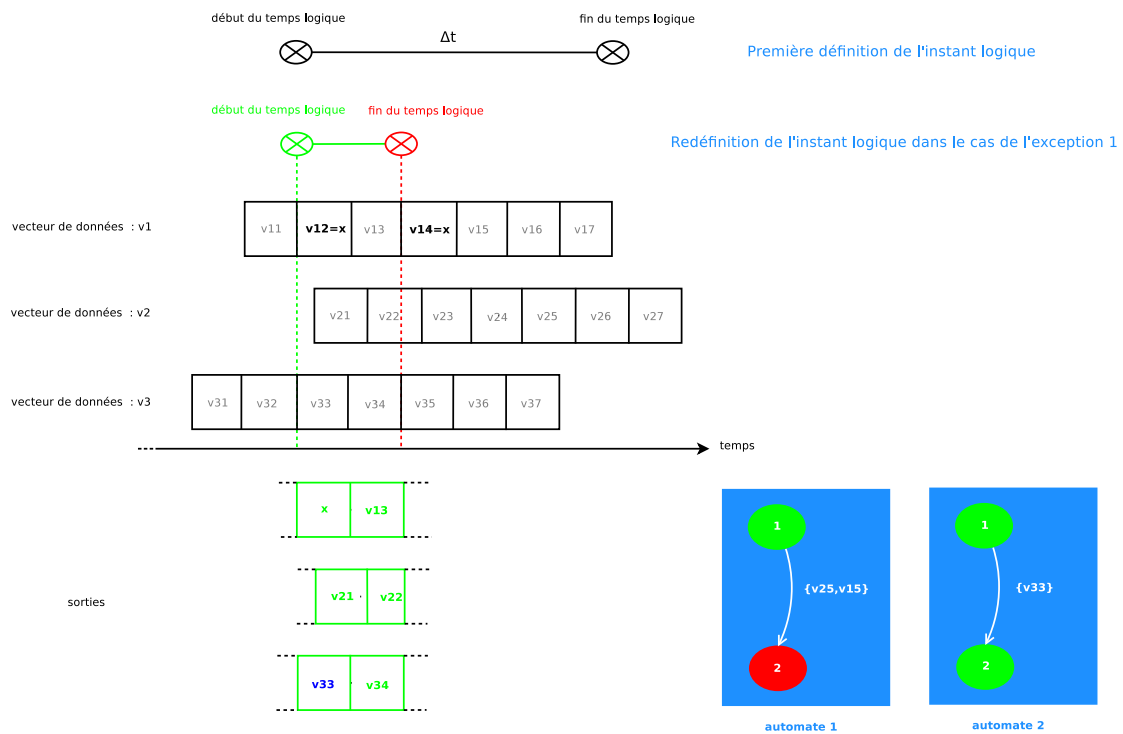 début du temps logique
fin du temps logique
Δt
Première définition de l'instant logique
début du temps logique
fin du temps logique
Redéfinition de l'instant logique dans le cas de l'exception 1
vecteur de données : v1
v11 v12=x v13 v14=x v15 v16 v17
vecteur de données : v2
v21 v22 v23 v24 v25 v26 v27
vecteur de données : v3
v31 v32 v33 v34 v35 v36 v37
temps
sorties
x v13
v21 v22
v33 v34
1
{v25,v15}
2
automate 1
1
{v33}
2
automate 2